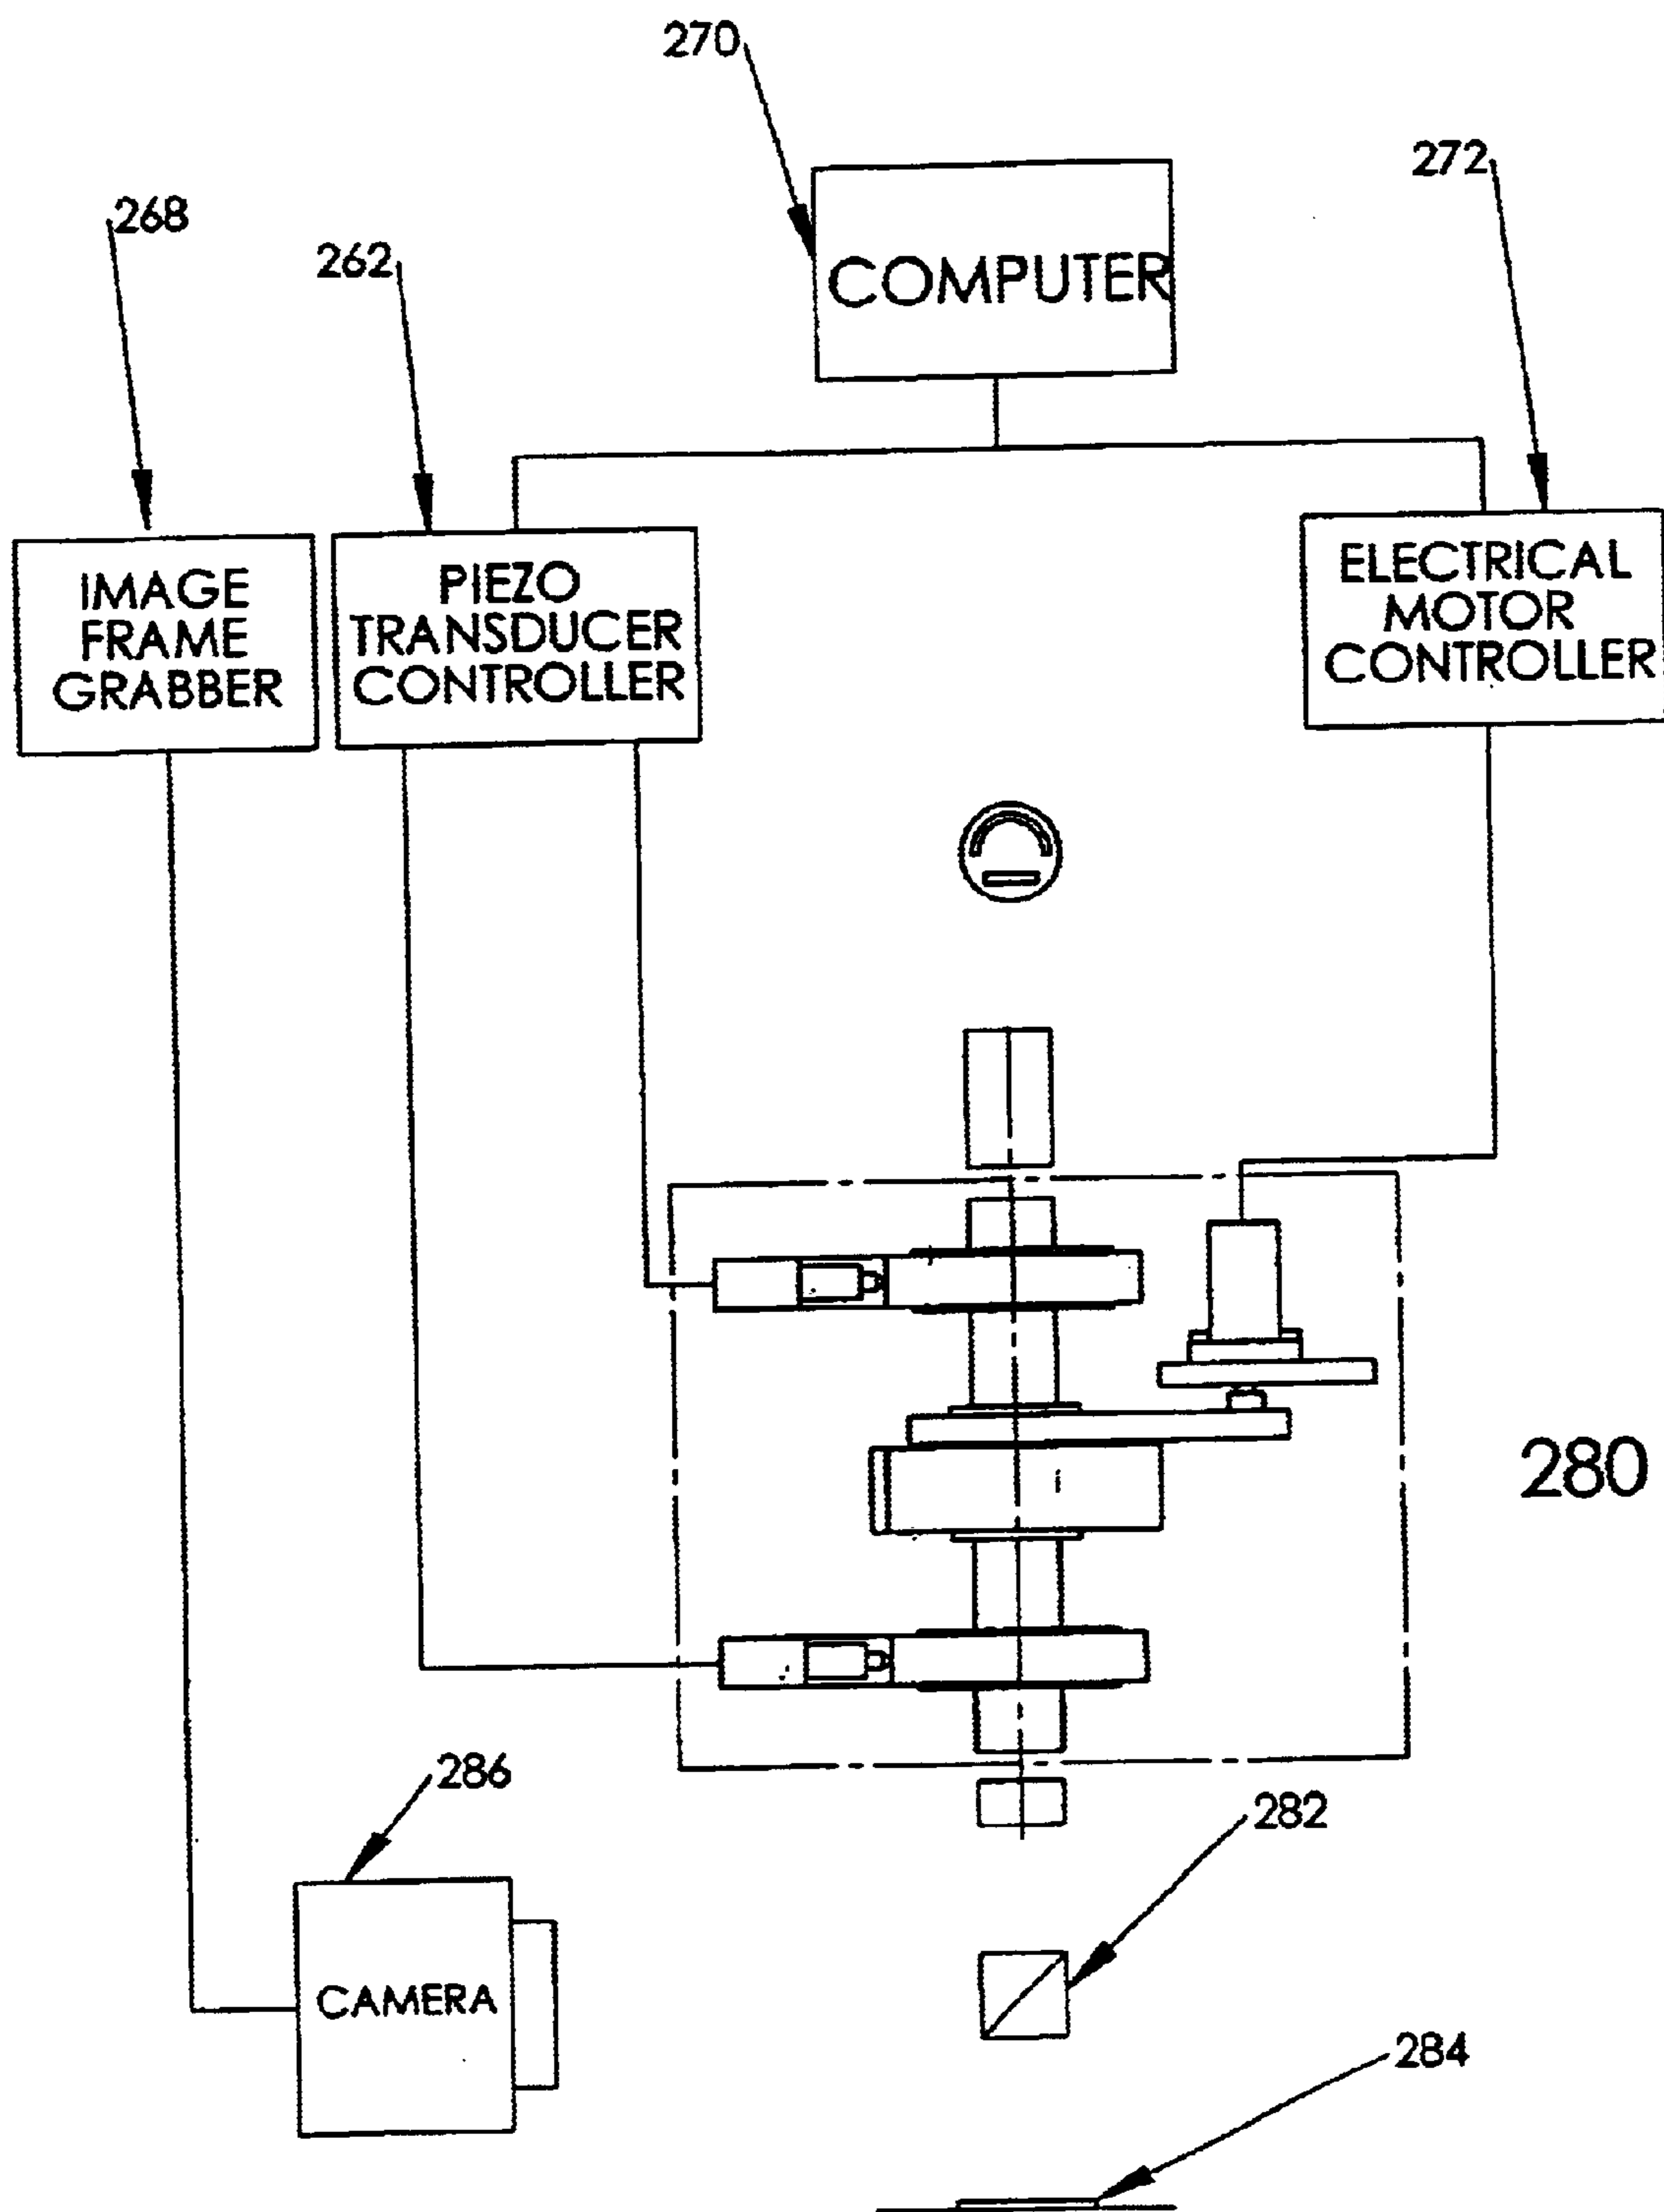 270
272
268
262
COMPUTER
IMAGE
FRAME
GRABBER
PIEZO
TRANSDUCER
CONTROLLER
ELECTRICAL
MOTOR
CONTROLLER
280
286
282
CAMERA
284